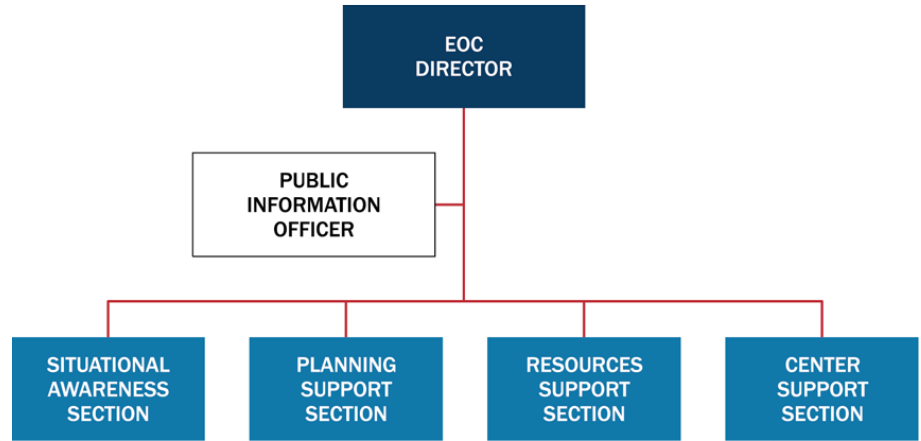 EOC
DIRECTOR
PUBLIC
INFORMATION
OFFICER
SITUATIONAL
AWARENESS
SECTION
PLANNING
SUPPORT
SECTION
RESOURCES
SUPPORT
SECTION
CENTER
SUPPORT
SECTION